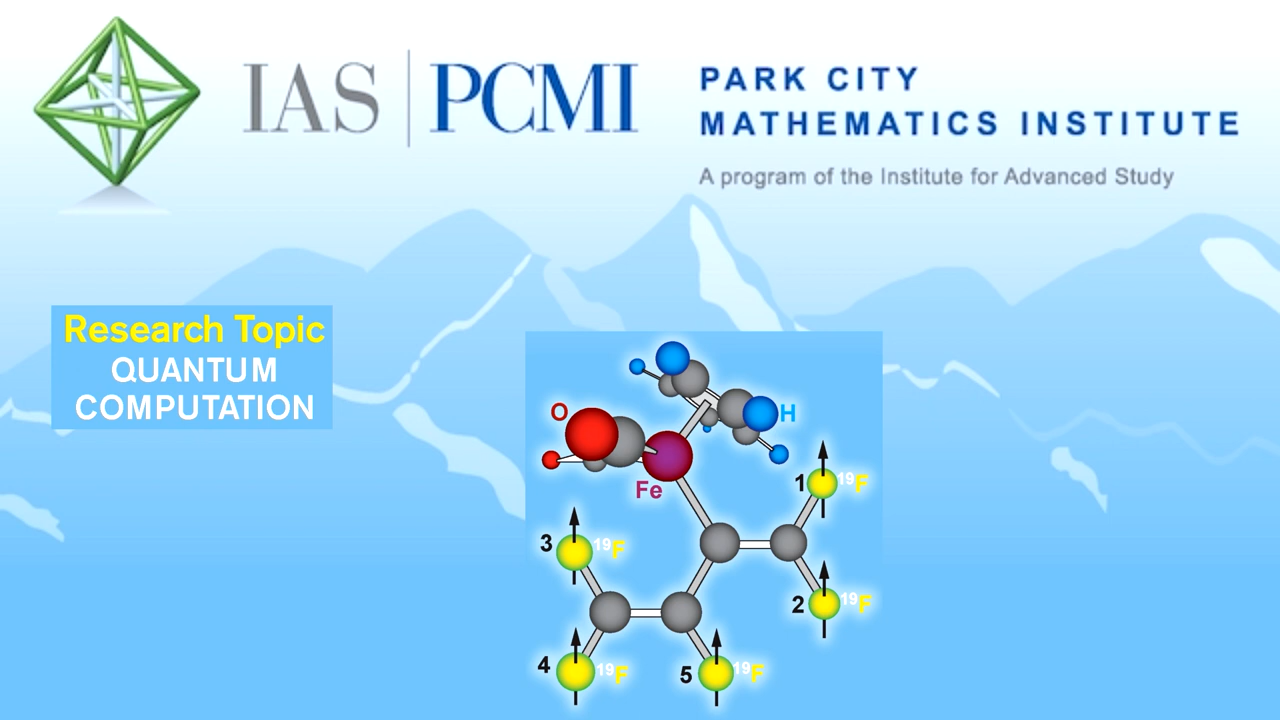 IAS | PCMI
PARK CITY
MATHEMATICS INSTITUTE
A program of the Institute for Advanced Study
Research Topic
QUANTUM
COMPUTATION
O
H
Fe
1 19F
3 19F
2 19F
4 19F
5 19F